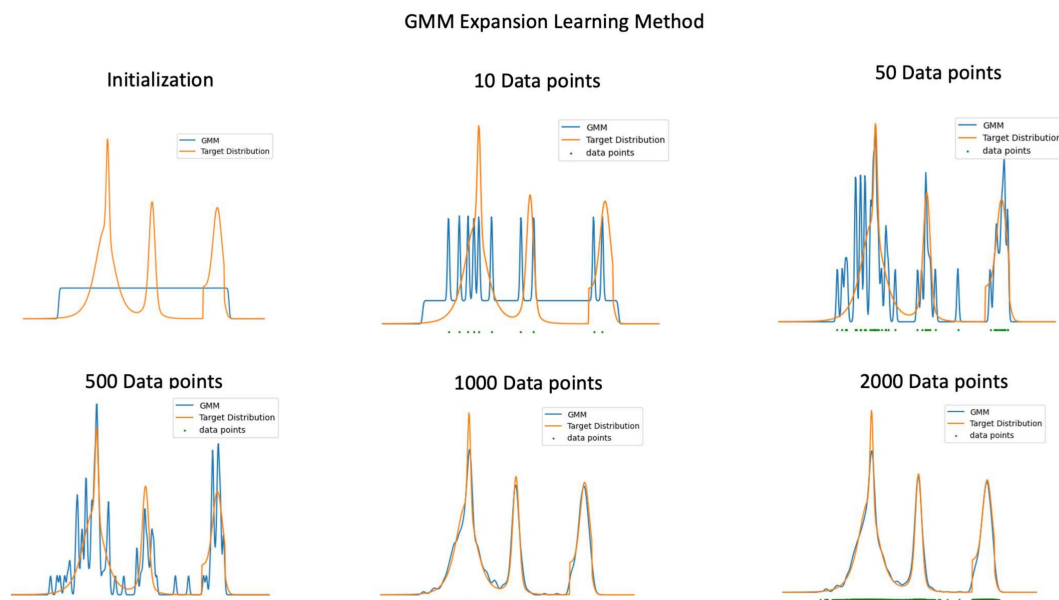 GMM Expansion Learning Method
Initialization
GMM
Target Distribution
10 Data points
GMM
Target Distribution
data points
50 Data points
GMM
Target Distribution
data points
500 Data points
GMM
Target Distribution
data points
1000 Data points
GMM
Target Distribution
data points
2000 Data points
GMM
Target Distribution
data points